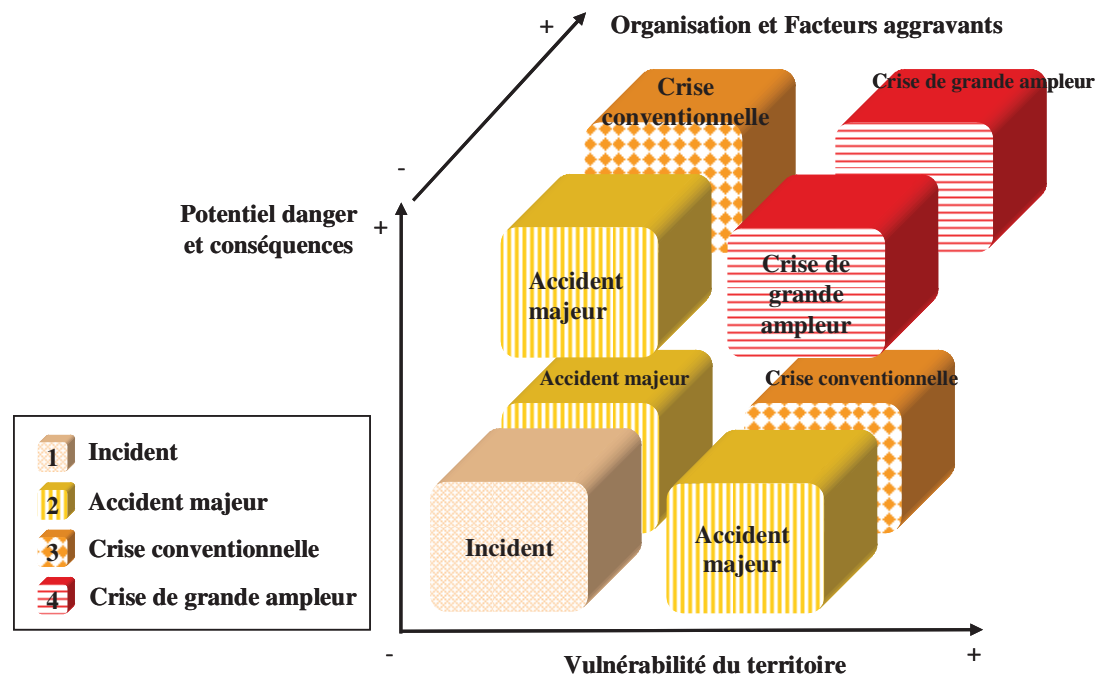 +
Organisation et Facteurs aggravants
-
Potentiel danger
et conséquences
+
Crise
conventionnelle
Crise de grande ampleur
Accident
majeur
Crise de
grande
ampleur
Accident majeur
Crise conventionnelle
Incident
Accident
majeur
1 Incident
2 Accident majeur
3 Crise conventionnelle
4 Crise de grande ampleur
-
Vulnérabilité du territoire
+